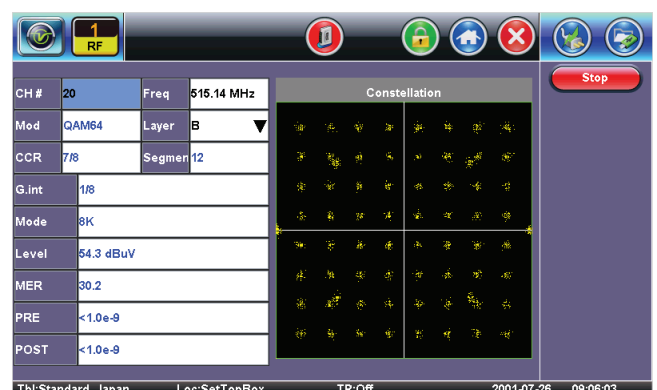 1
RF
CH # 20 Freq 515.14 MHz
Constellation
Stop
Mod QAM64 Layer B
CCR 7/8 Segmen 12
G.int 1/8
Mode 8K
Level 54.3 dBuV
MER 30.2
PRE <1.0e-9
POST <1.0e-9
Tbl:Standard_Japan Loc:SetTopBox TP:Off 2001-07-26 09:06:03